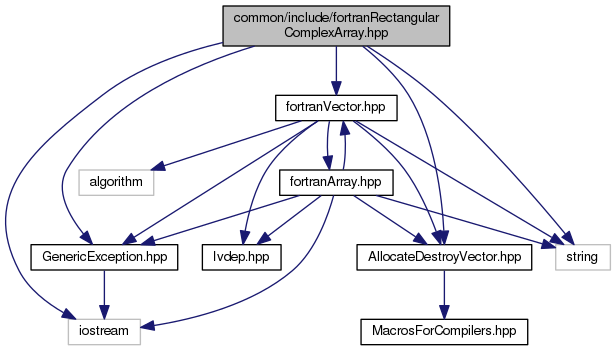 common/include/fortranRectangular
ComplexArray.hpp
fortranVector.hpp
algorithm
fortranArray.hpp
GenericException.hpp
Ivdep.hpp
AllocateDestroyVector.hpp
string
iostream
MacrosForCompilers.hpp